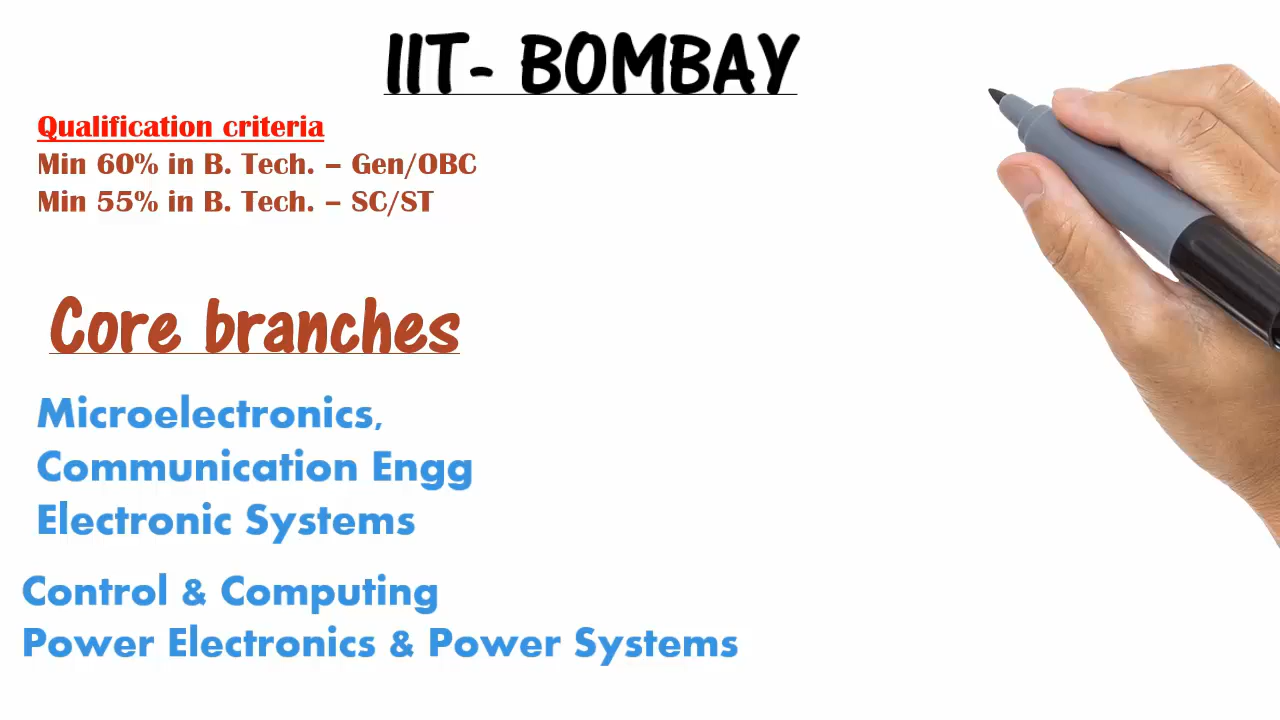 IIT- BOMBAY
Qualification criteria
Min 60% in B. Tech. – Gen/OBC
Min 55% in B. Tech. – SC/ST
Core branches
Microelectronics,
Communication Engg
Electronic Systems
Control & Computing
Power Electronics & Power Systems